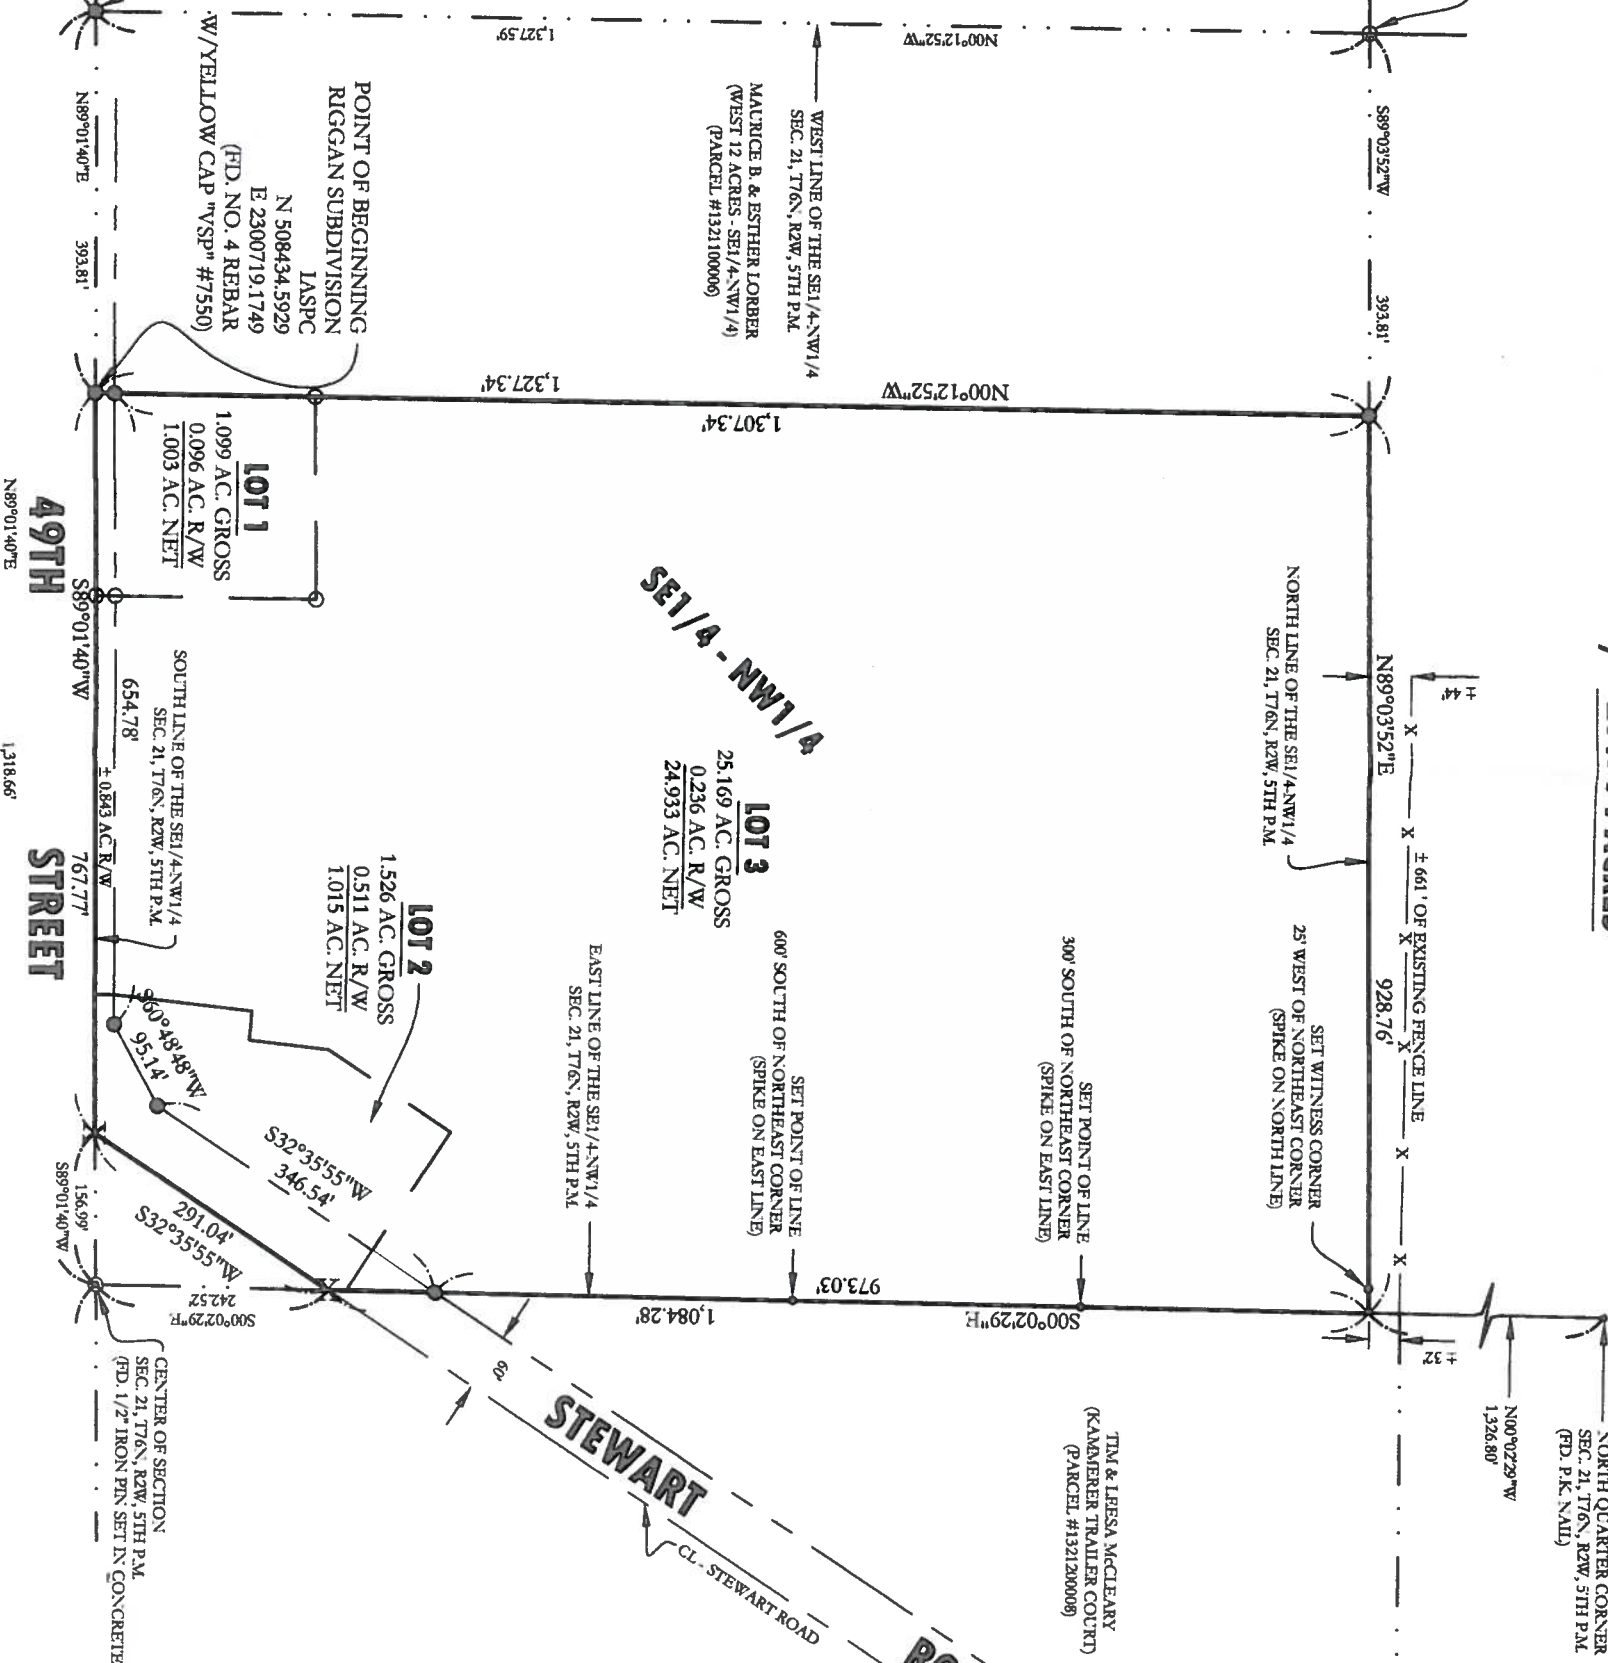 NORTH QUARTER CORNER
SEC. 21, T76N, R2W, 5TH P.M.
(FD. P.K. NAIL)
N00°02'29"W
1,326.80'
± 44'
± 661' OF EXISTING FENCE LINE
X X X X X X
± 32'
S89°03'52"W
393.81'
N89°03'52"E
928.76'
NORTH LINE OF THE SE1/4-NW1/4
SEC. 21, T76N, R2W, 5TH P.M.
SET WITNESS CORNER
25' WEST OF NORTHEAST CORNER
(SPIKE ON NORTH LINE)
TIM & LEESA McCLEARY
(KAMMERER TRAILER COURT)
(PARCEL #1321200008)
SET POINT OF LINE
300' SOUTH OF NORTHEAST CORNER
(SPIKE ON EAST LINE)
S00°02'29"E
N00°12'52"W
1,327.59'
WEST LINE OF THE SE1/4-NW1/4
SEC. 21, T76N, R2W, 5TH P.M.
MAURICE B. & ESTHER LORBER
(WEST 12 ACRES - SE1/4-NW1/4)
(PARCEL #1321100006)
N00°12'52"W
1,327.34'
1,307.34'
SE1/4 - NW1/4
LOT 3
25.169 AC. GROSS
0.236 AC. R/W
24.933 AC. NET
SET POINT OF LINE
600' SOUTH OF NORTHEAST CORNER
(SPIKE ON EAST LINE)
973.03'
1,084.28'
EAST LINE OF THE SE1/4-NW1/4
SEC. 21, T76N, R2W, 5TH P.M.
60'
STEWART
CL - STEWART ROAD
LOT 2
1.526 AC. GROSS
0.511 AC. R/W
1.015 AC. NET
POINT OF BEGINNING
RIGGAN SUBDIVISION
IASPC
N 508434.5929
E 2300719.1749
(FD. NO. 4 REBAR
W/YELLOW CAP "VSP" #7550)
LOT 1
1.099 AC. GROSS
0.096 AC. R/W
1.003 AC. NET
S32°35'55"W
346.54'
291.04'
S32°35'55"W
S60°48'48"W
95.14'
242.52'
S00°02'29"E
SOUTH LINE OF THE SE1/4-NW1/4
SEC. 21, T76N, R2W, 5TH P.M.
654.78'
± 0.843 AC. R/W
N89°01'40"E
393.81'
S89°01'40"W
767.77'
156.99'
S89°01'40"W
CENTER OF SECTION
SEC. 21, T76N, R2W, 5TH P.M.
(FD. 1/2" IRON PIN SET IN CONCRETE
49TH STREET
N89°01'40"E
1,318.66'